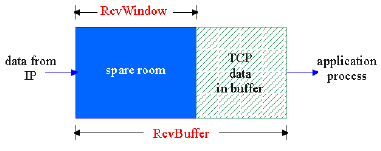 RcvWindow
data from
IP
spare room
TCP
data
in buffer
application
process
RcvBuffer